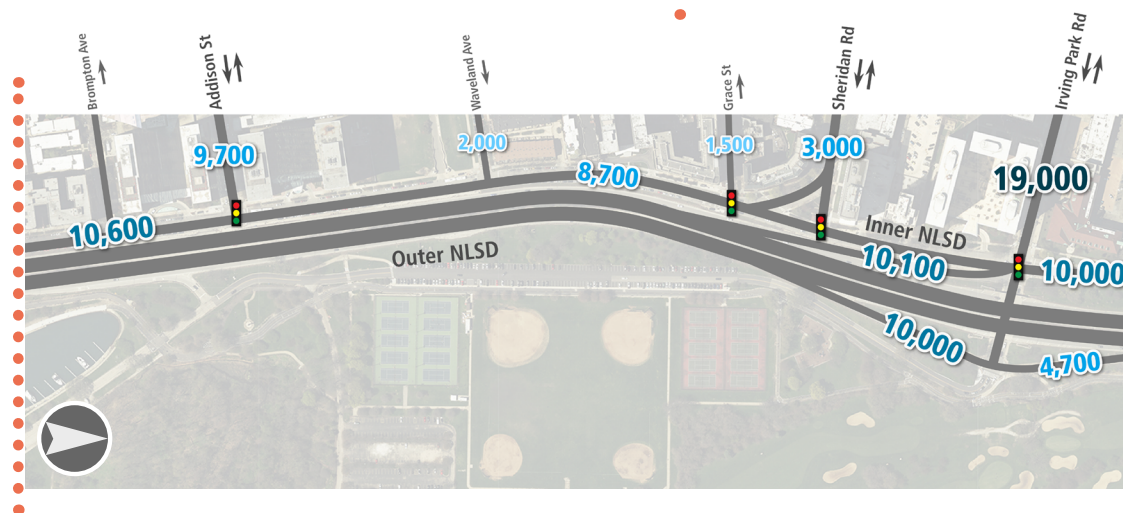 Brompton Ave
Addison St
Waveland Ave
Grace St
Sheridan Rd
Irving Park Rd
9,700
2,000
1,500
3,000
8,700
19,000
10,600
Inner NLSD
Outer NLSD
10,100
10,000
10,000
4,700